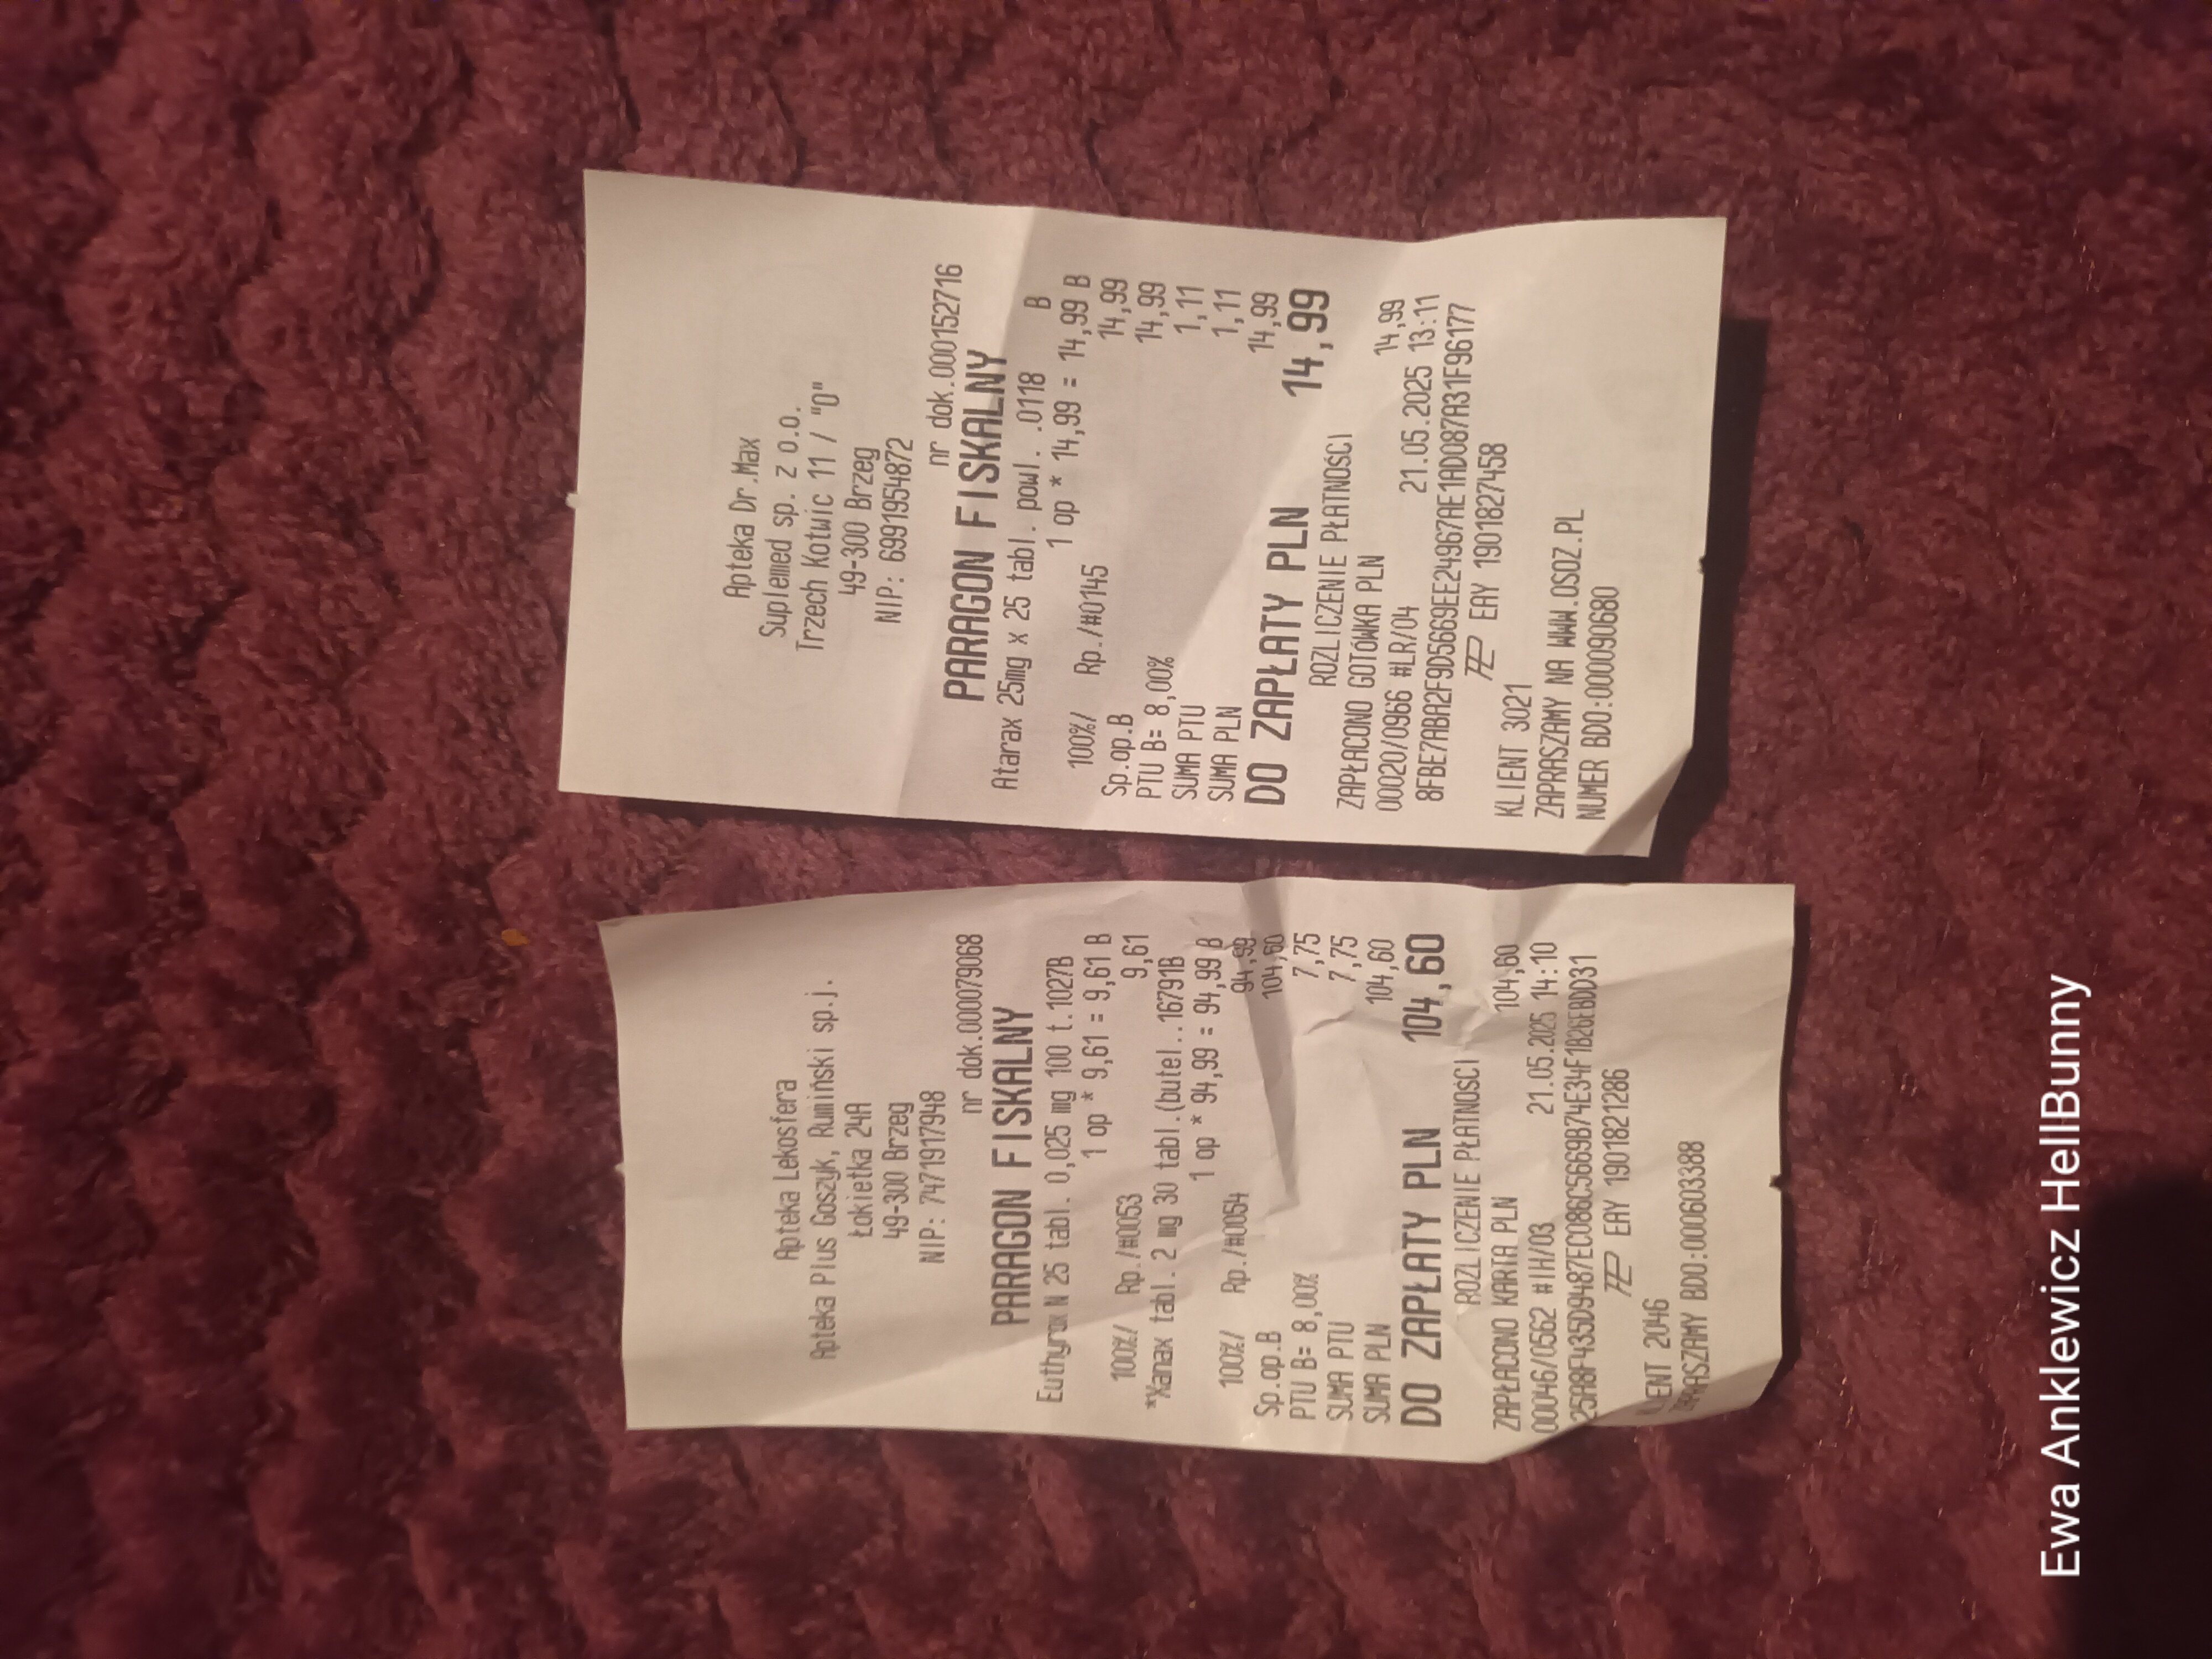 Apteka Lekosfera
Apteka Plus Goszyk, Rumiński sp.j.
Łokietka 24A
49-300 Brzeg
NIP: 7471917948
nr dok.000079068
PARAGON FISKALNY
Euthyrox N 25 tabl. 0,025 mg 100 t.1027B
1 op * 9,61 = 9,61 B
100%/ Rp./#0053 9,61
*Xanax tabl. 2 mg 30 tabl.(butel..16791B
1 op * 94,99 = 94,99 B
100%/ Rp./#0054 94,99
Sp.op.B 104,60
PTU B= 8,00% 7,75
SUMA PTU 7,75
SUMA PLN 104,60
DO ZAPŁATY PLN 104,60
ROZLICZENIE PŁATNOŚCI
ZAPŁACONO KARTA PLN 104,60
00046/0562 #IH/03 21.05.2025 14:10
25A8F435D9487EC086C5669B74E34F1B26EBDD31
EAY 1901821286
KLIENT 2046
ZAPRASZAMY BDO:000603388
Apteka Dr.Max
Suplemed sp. z o.o.
Trzech Kotwic 11 / "0"
49-300 Brzeg
NIP: 6991954872
nr dok.000152716
PARAGON FISKALNY
Atarax 25mg x 25 tabl. powl. .0118 B
1 op * 14,99 = 14,99 B
100%/ Rp./#0145 14,99
Sp.op.B 14,99
PTU B= 8,00% 1,11
SUMA PTU 1,11
SUMA PLN 14,99
DO ZAPŁATY PLN 14,99
ROZLICZENIE PŁATNOŚCI
ZAPŁACONO GOTÓWKA PLN 14,99
00020/0966 #LR/04 21.05.2025 13:11
8FBE7ABA2F9D5669EE24967AE1AD087A31F96177
EAY 1901827458
KLIENT 3021
ZAPRASZAMY NA WWW.OSOZ.PL
NUMER BDO:000090680
Ewa Anklewicz HellBunny